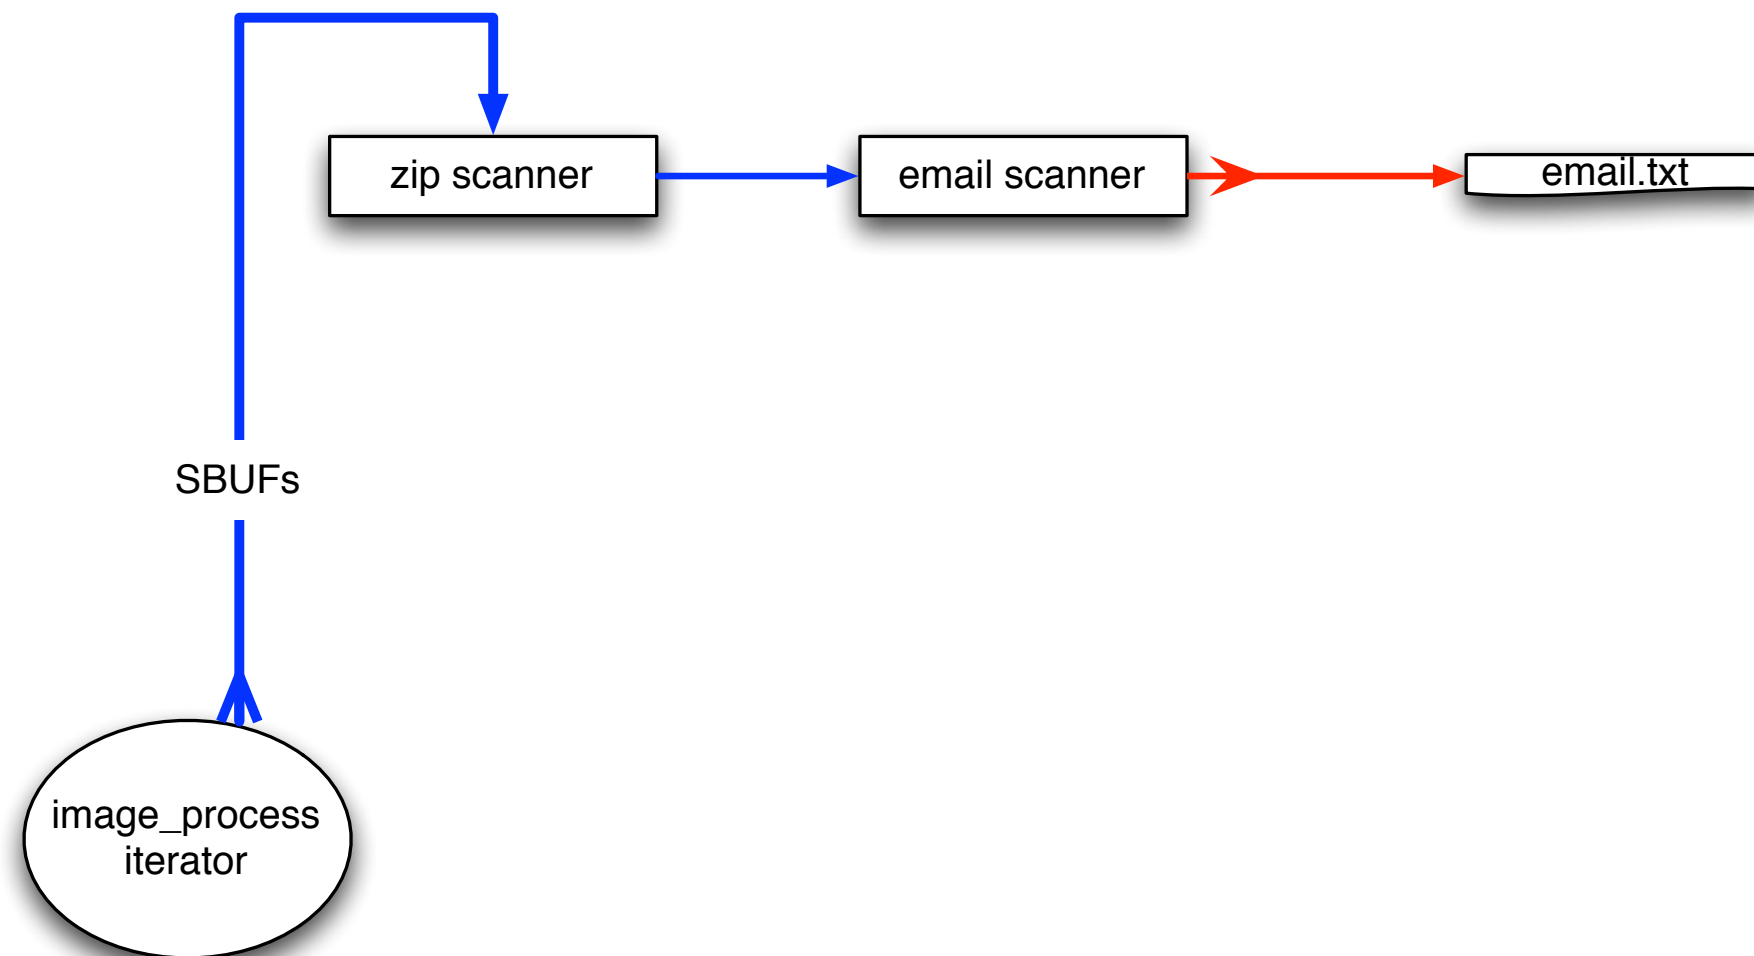 zip scanner
email scanner
email.txt
SBUFs
image_process
iterator